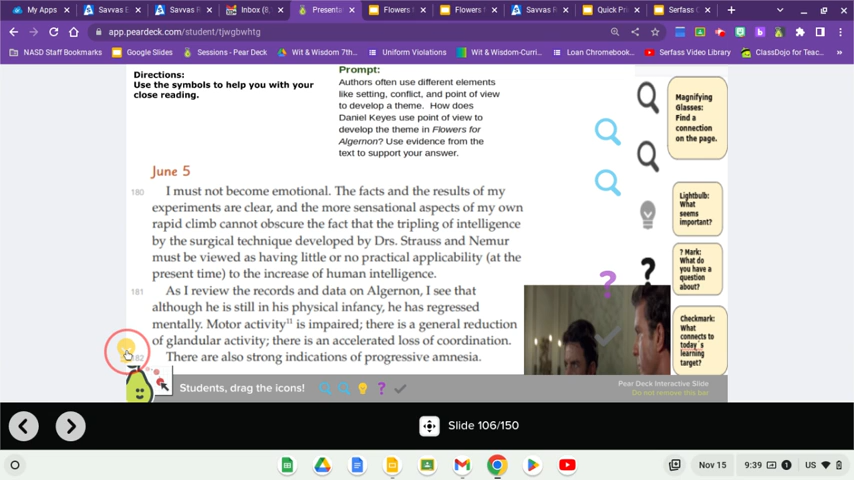 My Apps
Savvas B
Savvas R
Inbox (8,
Presenta
Flowers
Flowers
Savvas R
Quick Pri
Serfass C
app.peardeck.com/student/tjwgbwhtg
NASD Staff Bookmarks
Google Slides
Sessions - Pear Deck
Wit & Wisdom 7th...
Uniform Violations
Wit & Wisdom-Curri...
Loan Chromebook...
Serfass Video Library
ClassDojo for Teach...
Directions:
Use the symbols to help you with your
close reading.
Prompt:
Authors often use different elements
like setting, conflict, and point of view
to develop a theme. How does
Daniel Keyes use point of view to
develop the theme in Flowers for
Algernon? Use evidence from the
text to support your answer.
June 5
180 I must not become emotional. The facts and the results of my
experiments are clear, and the more sensational aspects of my own
rapid climb cannot obscure the fact that the tripling of intelligence
by the surgical technique developed by Drs. Strauss and Nemur
must be viewed as having little or no practical applicability (at the
present time) to the increase of human intelligence.
181 As I review the records and data on Algernon, I see that
although he is still in his physical infancy, he has regressed
mentally. Motor activity¹¹ is impaired; there is a general reduction
of glandular activity; there is an accelerated loss of coordination.
182 There are also strong indications of progressive amnesia.
Magnifying
Glasses:
Find a
connection
on the page.
Lightbulb:
What
seems
important?
? Mark:
What do
you have a
question
about?
Checkmark:
What
connects to
today's
learning
target?
Students, drag the icons!
Pear Deck Interactive Slide
Do not remove this bar
Slide 106/150
Nov 15
9:39
1
US